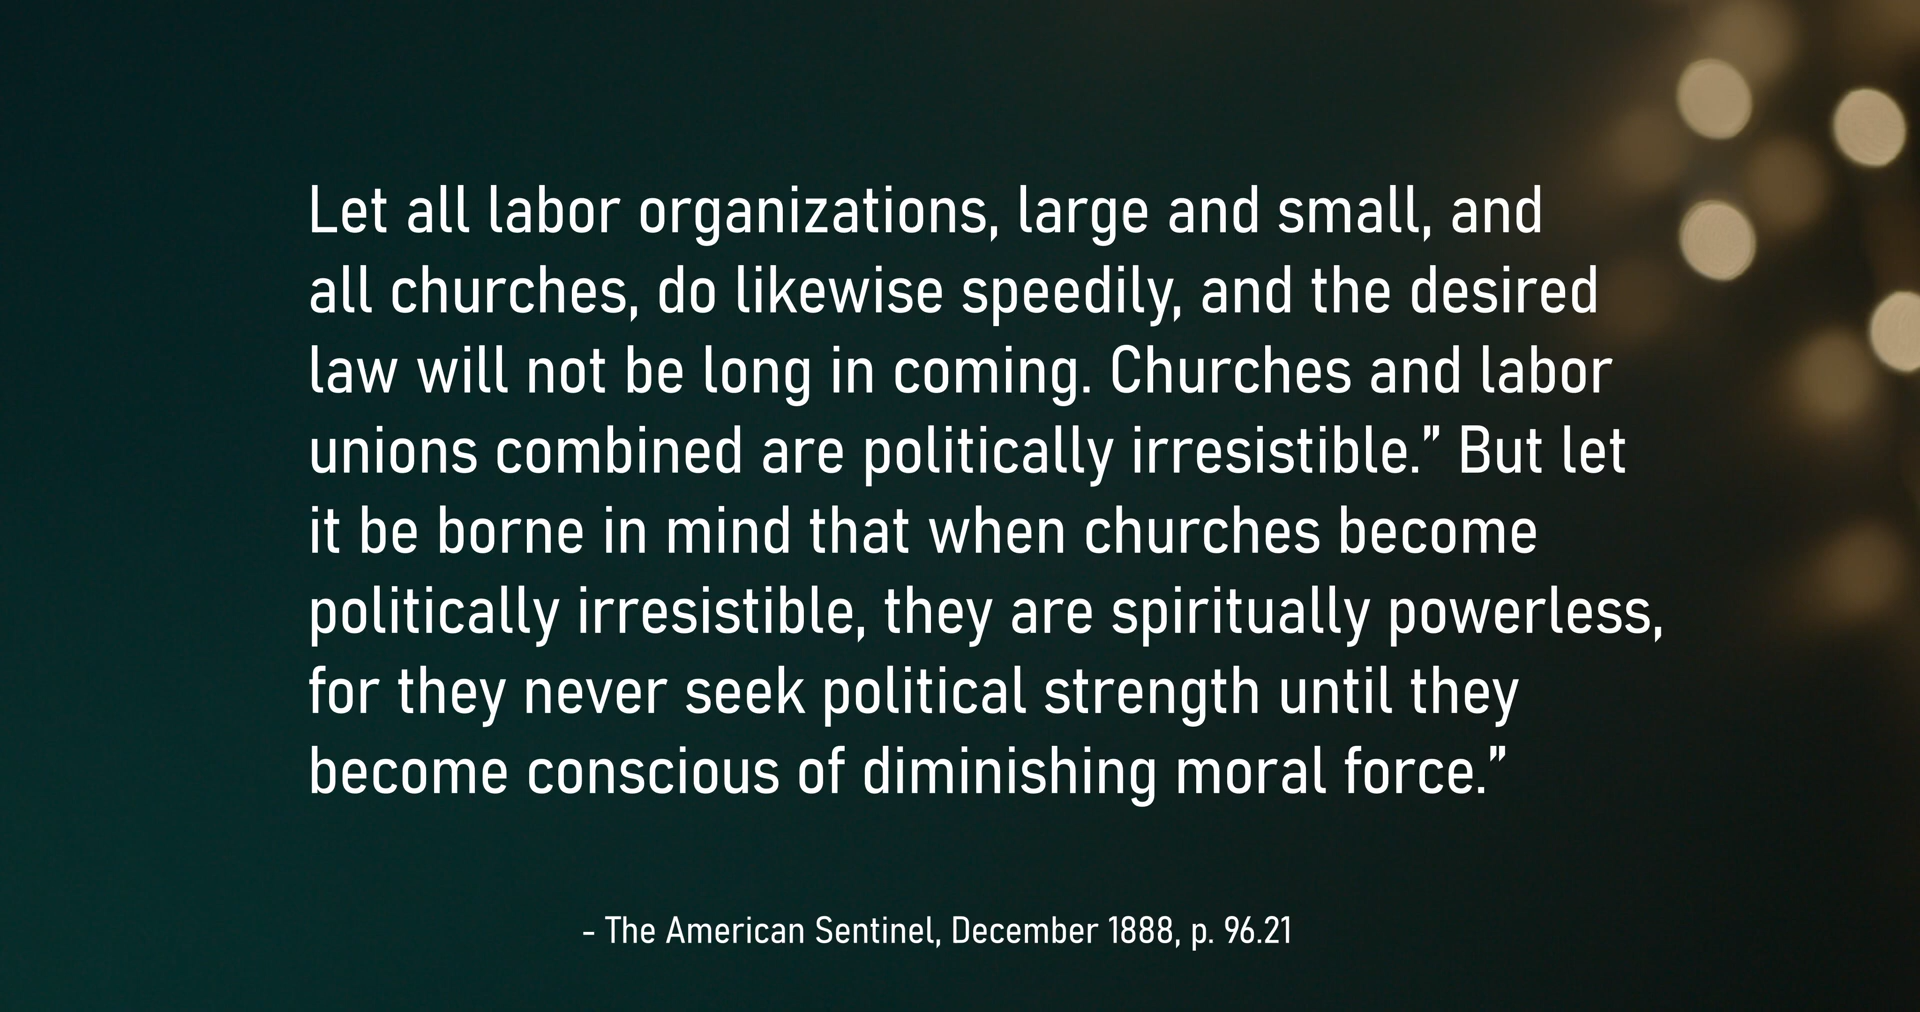 Let all labor organizations, large and small, and
all churches, do likewise speedily, and the desired
law will not be long in coming. Churches and labor
unions combined are politically irresistible.” But let
it be borne in mind that when churches become
politically irresistible, they are spiritually powerless,
for they never seek political strength until they
become conscious of diminishing moral force.”
- The American Sentinel, December 1888, p. 96.21